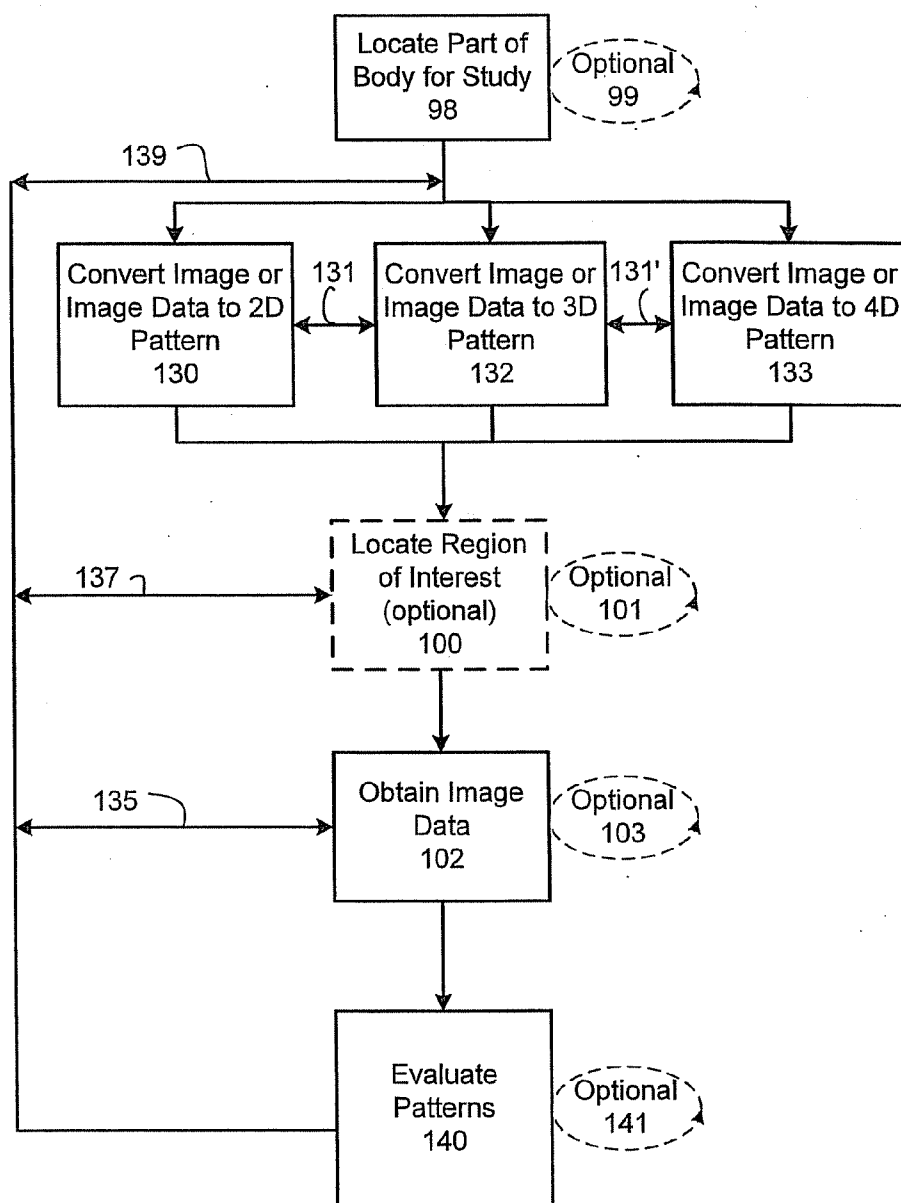 Locate Part of
Body for Study
98
Optional
99
139
Convert Image or
Image Data to 2D
Pattern
130
131
Convert Image or
Image Data to 3D
Pattern
132
131'
Convert Image or
Image Data to 4D
Pattern
133
Locate Region
of Interest
(optional)
100
Optional
101
137
Obtain Image
Data
102
Optional
103
135
Evaluate
Patterns
140
Optional
141